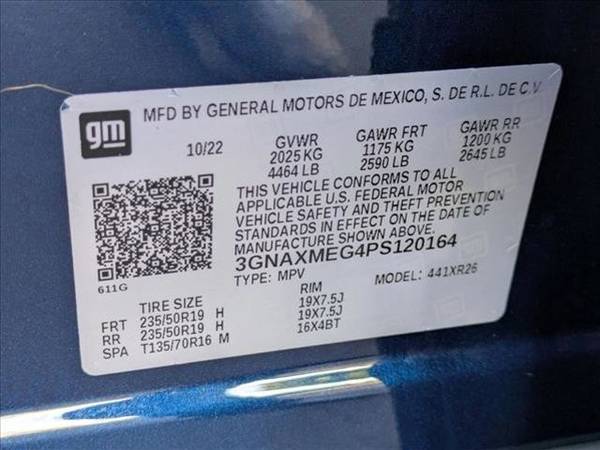 gm
MFD BY GENERAL MOTORS DE MEXICO, S. DE R.L. DE C.V.
10/22
GVWR
2025 KG
4464 LB
GAWR FRT
1175 KG
2590 LB
GAWR RR
1200 KG
2645 LB
THIS VEHICLE CONFORMS TO ALL
APPLICABLE U.S. FEDERAL MOTOR
VEHICLE SAFETY AND THEFT PREVENTION
STANDARDS IN EFFECT ON THE DATE OF
MANUFACTURE SHOWN ABOVE.
3GNAXMEG4PS120164
TYPE: MPV
MODEL: 441XR26
611G
TIRE SIZE
RIM
FRT 235/50R19 H 19X7.5J
RR 235/50R19 H 19X7.5J
SPA T135/70R16 M 16X4BT